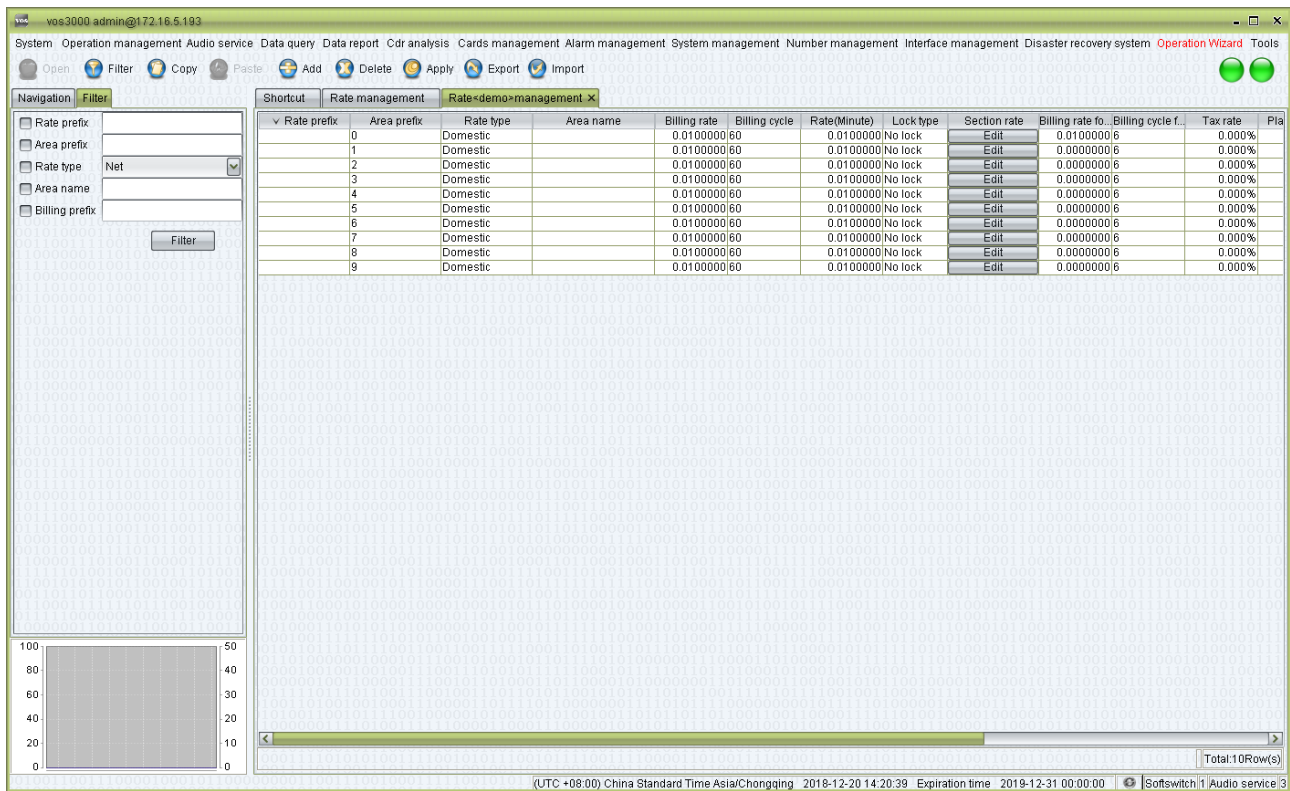 vos vos3000 admin@172.16.5.193
System Operation management Audio service Data query Data report Cdr analysis Cards management Alarm management System management Number management Interface management Disaster recovery system Operation Wizard Tools
Open Filter Copy Paste Add Delete Apply Export Import
Navigation Filter
Shortcut Rate management Rate<demo>management
Rate prefix
Area prefix
Rate type Net
Area name
Billing prefix
Filter
Rate prefix Area prefix Rate type Area name Billing rate Billing cycle Rate(Minute) Lock type Section rate Billing rate fo... Billing cycle f... Tax rate Pla
0 Domestic 0.0100000 60 0.0100000 No lock Edit 0.0100000 6 0.000%
1 Domestic 0.0100000 60 0.0100000 No lock Edit 0.0000000 6 0.000%
2 Domestic 0.0100000 60 0.0100000 No lock Edit 0.0000000 6 0.000%
3 Domestic 0.0100000 60 0.0100000 No lock Edit 0.0000000 6 0.000%
4 Domestic 0.0100000 60 0.0100000 No lock Edit 0.0000000 6 0.000%
5 Domestic 0.0100000 60 0.0100000 No lock Edit 0.0000000 6 0.000%
6 Domestic 0.0100000 60 0.0100000 No lock Edit 0.0000000 6 0.000%
7 Domestic 0.0100000 60 0.0100000 No lock Edit 0.0000000 6 0.000%
8 Domestic 0.0100000 60 0.0100000 No lock Edit 0.0000000 6 0.000%
9 Domestic 0.0100000 60 0.0100000 No lock Edit 0.0000000 6 0.000%
100 50
80 40
60 30
40 20
20 10
0 0
Total:10Row(s)
(UTC +08:00) China Standard Time Asia/Chongqing 2018-12-20 14:20:39 Expiration time 2019-12-31 00:00:00 Softswitch 1 Audio service 3